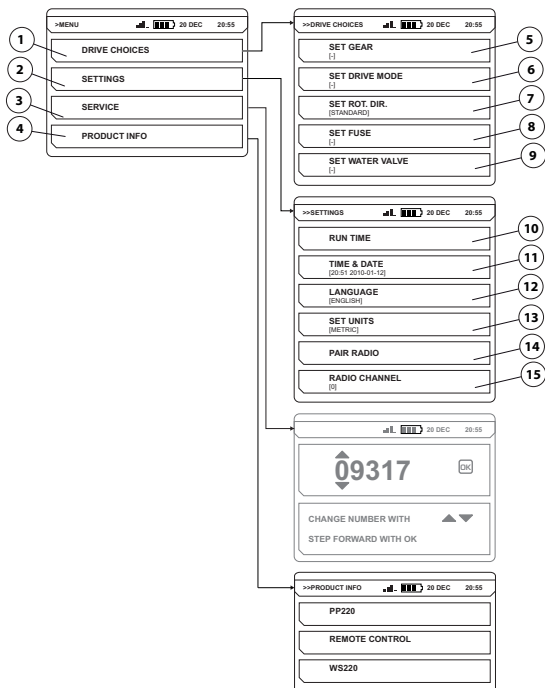 >MENU 20 DEC 20:55
1 DRIVE CHOICES
2 SETTINGS
3 SERVICE
4 PRODUCT INFO
>>DRIVE CHOICES 20 DEC 20:55
SET GEAR 5
[-]
SET DRIVE MODE 6
[-]
SET ROT. DIR. 7
[STANDARD]
SET FUSE 8
[-]
SET WATER VALVE 9
[-]
>>SETTINGS 20 DEC 20:55
RUN TIME 10
TIME & DATE 11
[20:51 2010-01-12]
LANGUAGE 12
[ENGLISH]
SET UNITS 13
[METRIC]
PAIR RADIO 14
RADIO CHANNEL 15
[0]
20 DEC 20:55
09317 OK
CHANGE NUMBER WITH
STEP FORWARD WITH OK
>>PRODUCT INFO 20 DEC 20:55
PP220
REMOTE CONTROL
WS220